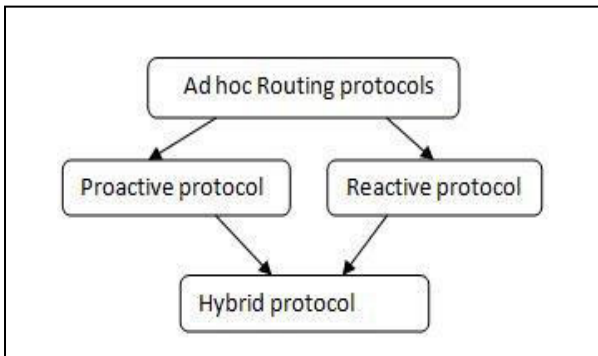 Ad hoc Routing protocols
Proactive protocol
Reactive protocol
Hybrid protocol